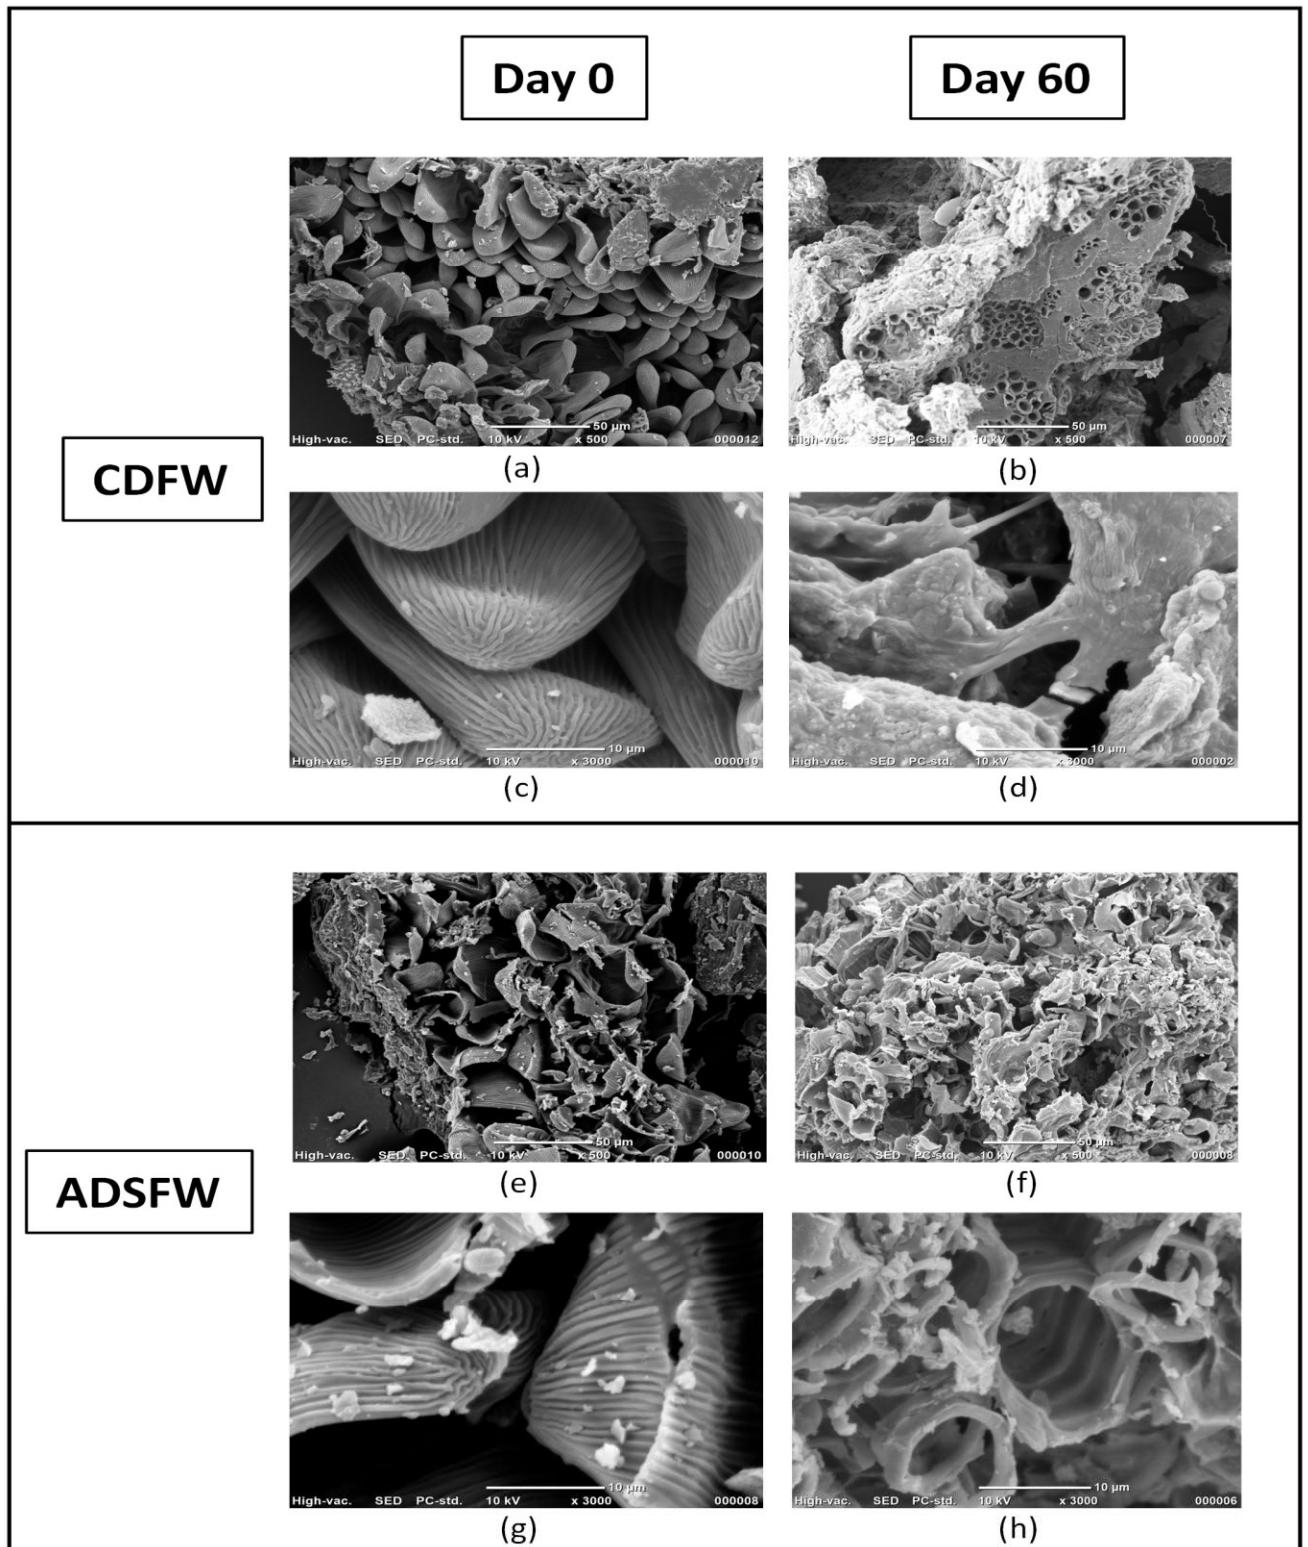 Day 0 Day 60
50 µm 50 µm
High-vac. SED PC-std. 10 kV x 500 000012 High-vac. SED PC-std. 10 kV x 500 000007
(a) (b)
CDFW
10 µm 10 µm
High-vac. SED PC-std. 10 kV x 3000 000010 High-vac. SED PC-std. 10 kV x 3000 000002
(c) (d)
50 µm 50 µm
High-vac. SED PC-std. 10 kV x 500 000010 High-vac. SED PC-std. 10 kV x 500 000008
(e) (f)
ADSFW
10 µm 10 µm
High-vac. SED PC-std. 10 kV x 3000 000008 High-vac. SED PC-std. 10 kV x 3000 000006
(g) (h)